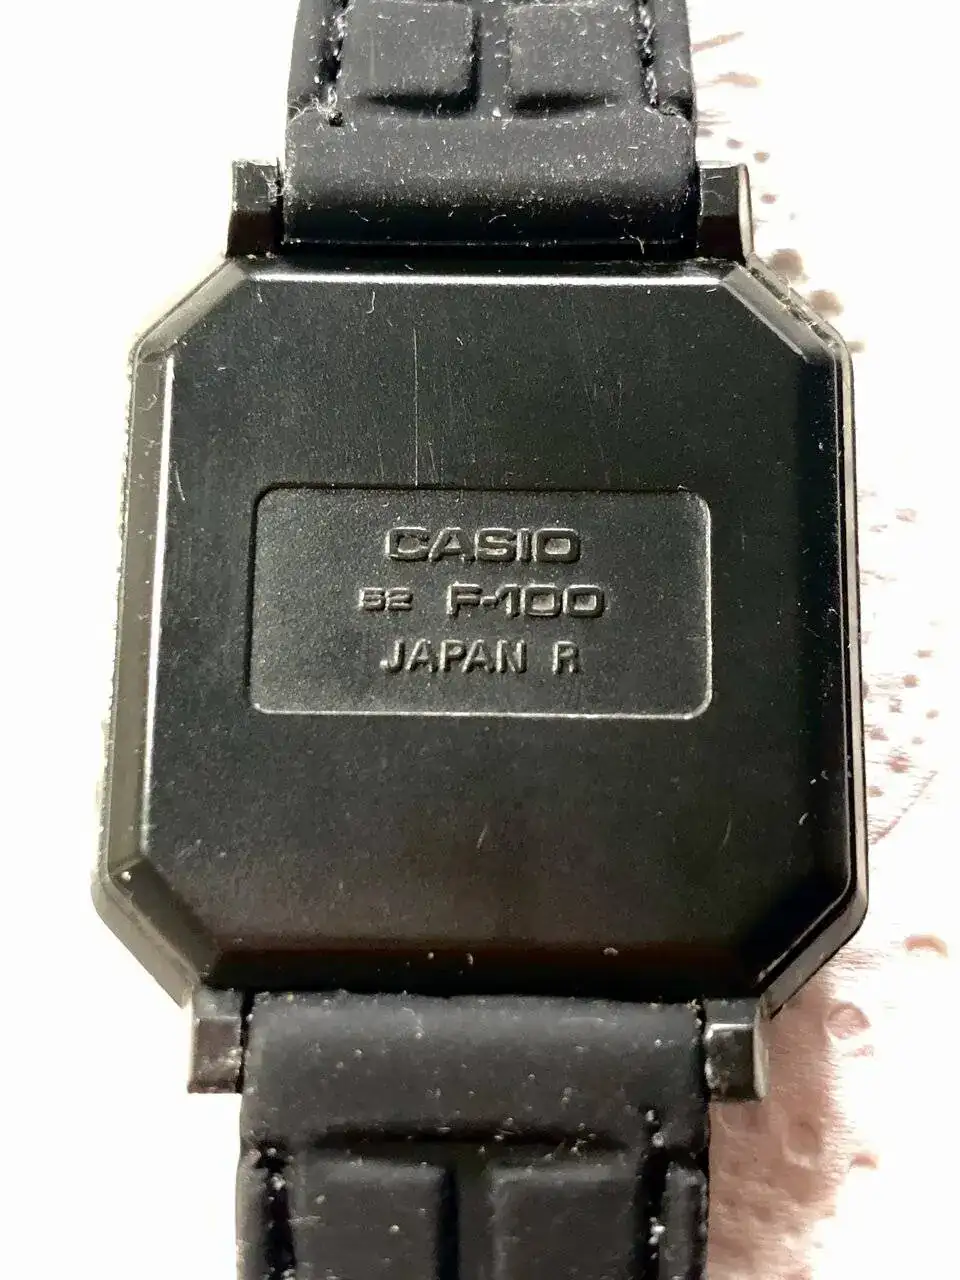 CASIO
52 F-100
JAPAN R